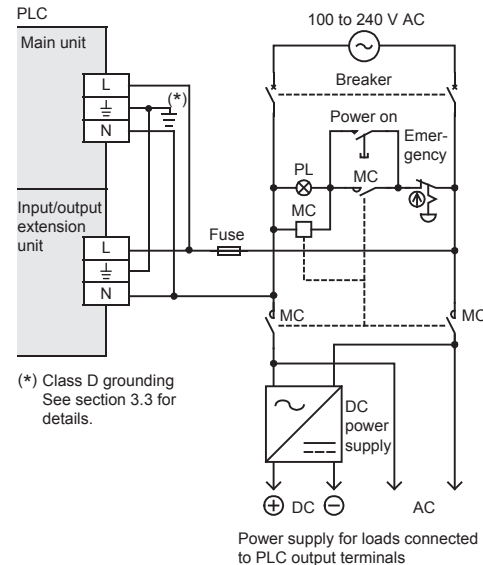 PLC
100 to 240 V AC
Main unit
Breaker
L
(*)
N
Power on
Emer-
gency
PL
MC
MC
Input/output
extension
unit
Fuse
L
N
MC
MC
(*) Class D grounding
See section 3.3 for
details.
DC
power
supply
+ DC −
AC
Power supply for loads connected
to PLC output terminals